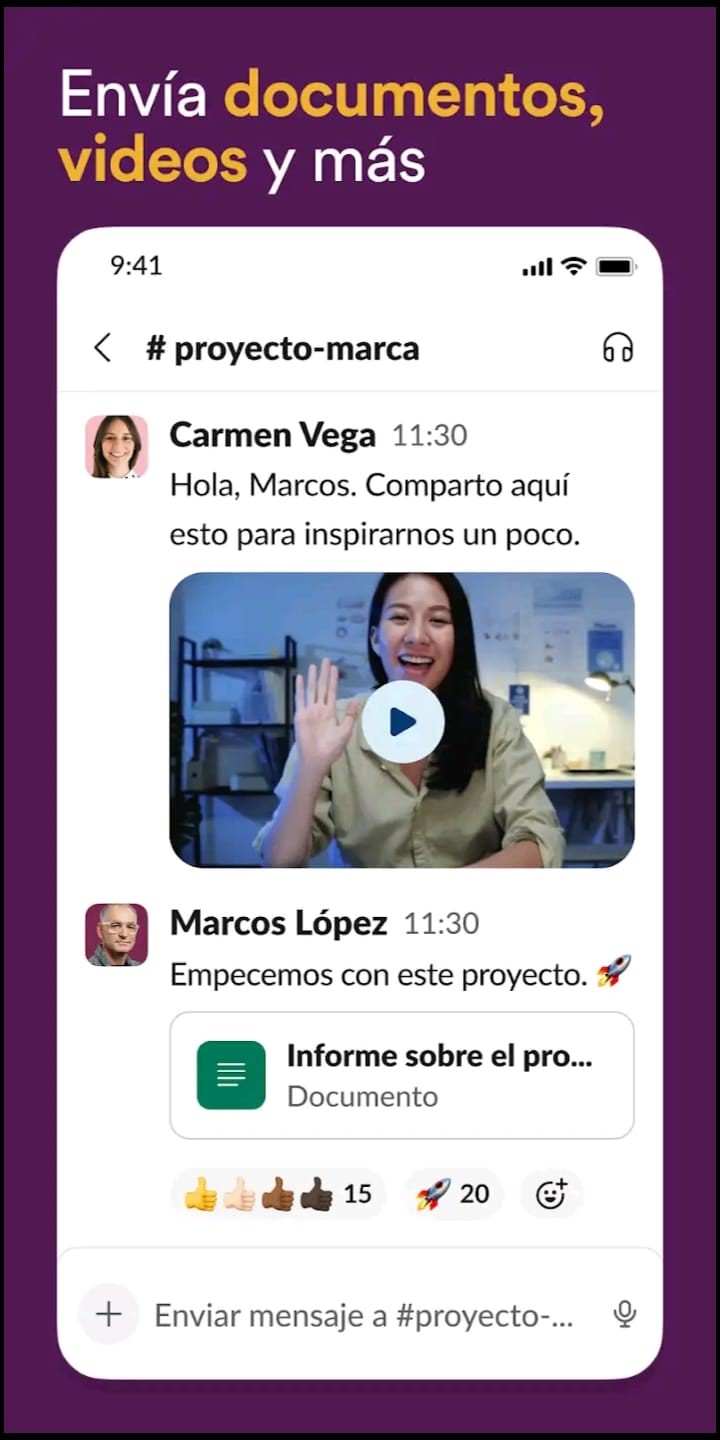 Envía documentos,
videos y más
9:41
# proyecto-marca
Carmen Vega 11:30
Hola, Marcos. Comparto aquí
esto para inspirarnos un poco.
Marcos López 11:30
Empecemos con este proyecto. 🚀
Informe sobre el pro...
Documento
👍👍🏻👍🏾👍🏿 15 🚀 20
Enviar mensaje a #proyecto-...